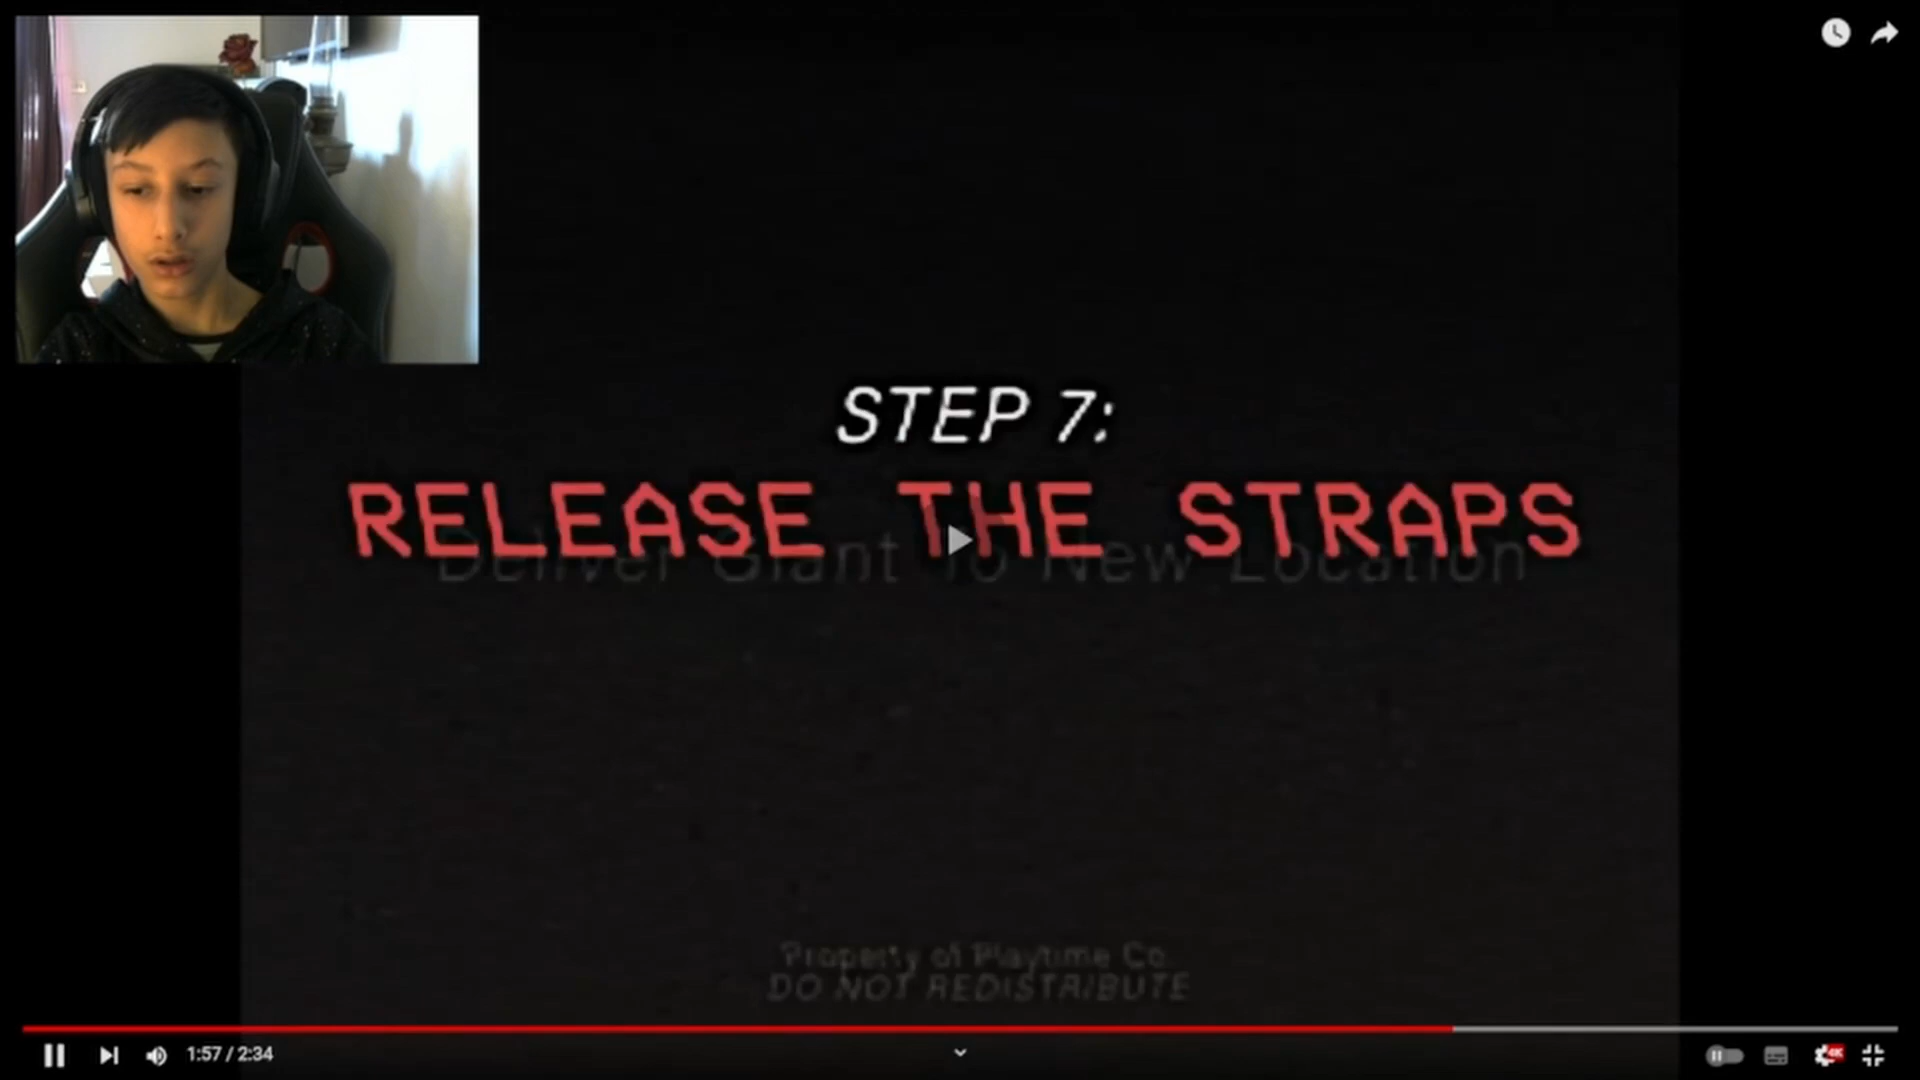 STEP 7:
RELEASE THE STRAPS
Deliver Giant To New Location
Property of Playtime Co.
DO NOT REDISTRIBUTE
1:57 / 2:34
4K